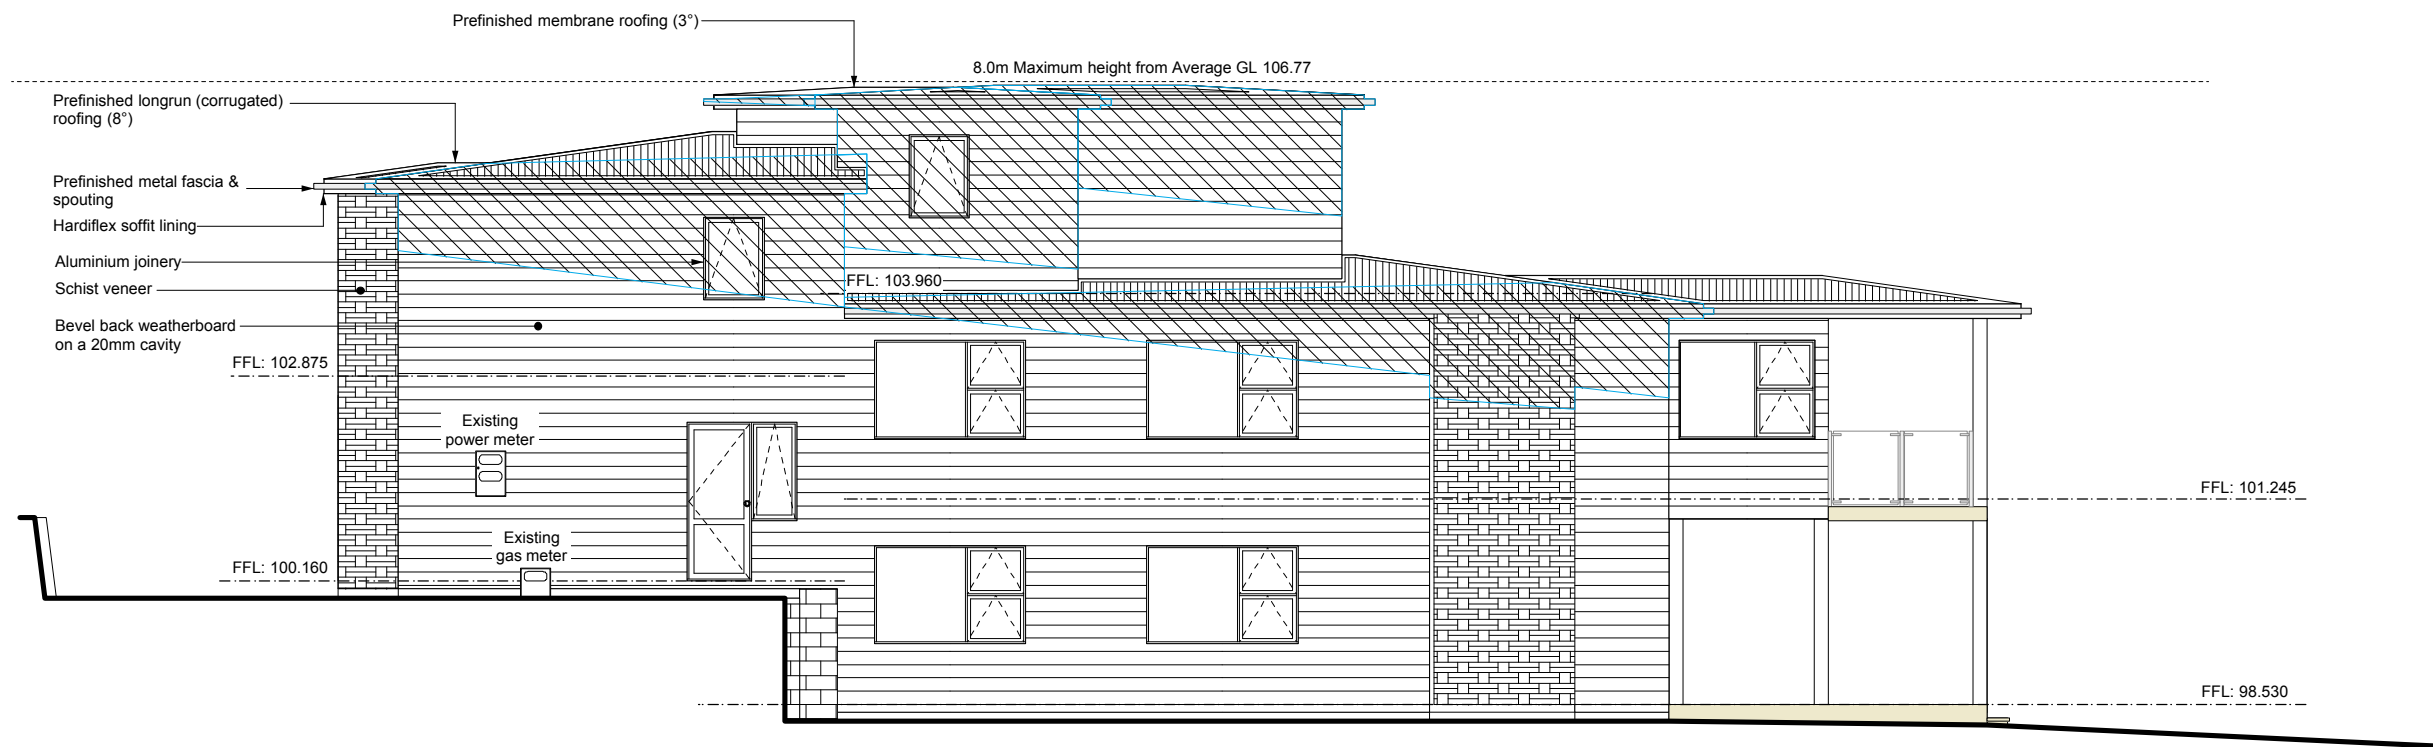 Prefinished membrane roofing (3°)
8.0m Maximum height from Average GL 106.77
Prefinished longrun (corrugated)
roofing (8°)
Prefinished metal fascia &
spouting
Hardiflex soffit lining
Aluminium joinery
Schist veneer
Bevel back weatherboard
on a 20mm cavity
FFL: 103.960
FFL: 102.875
Existing
power meter
FFL: 101.245
Existing
gas meter
FFL: 100.160
FFL: 98.530